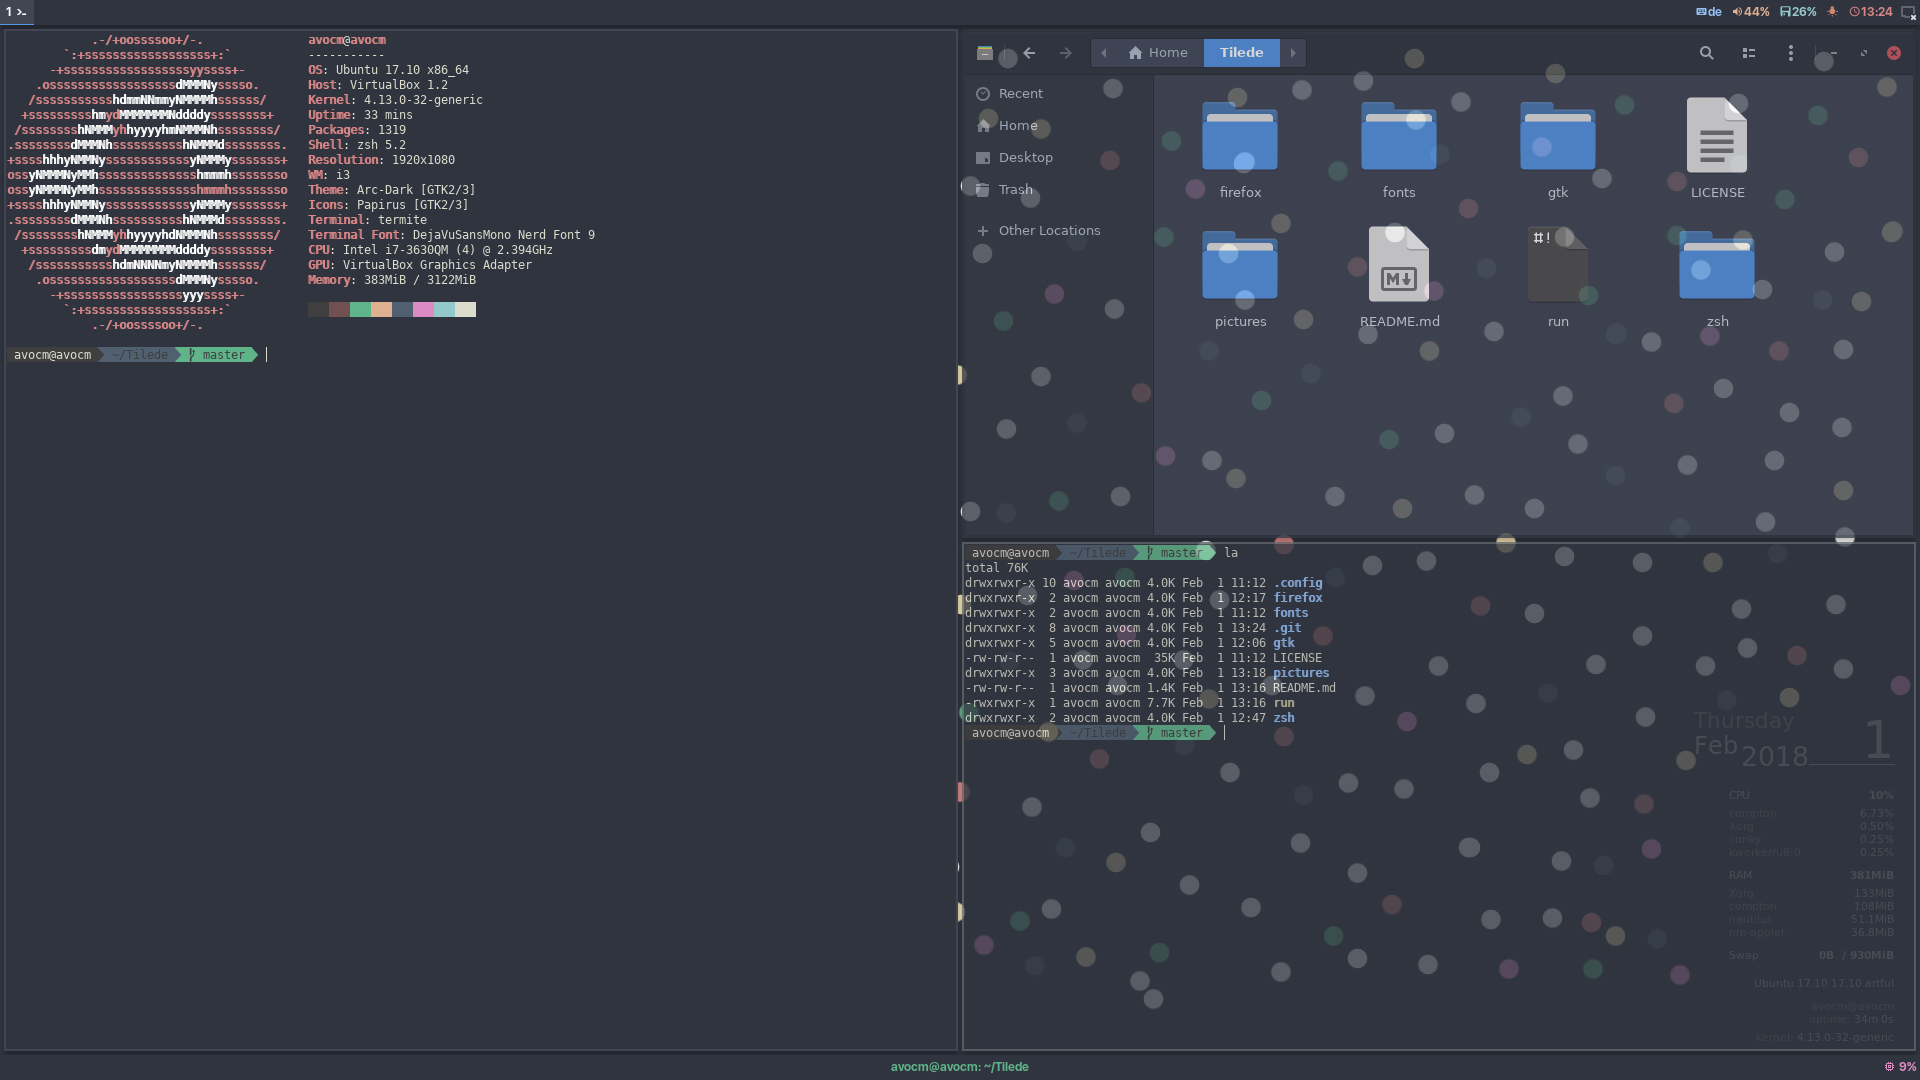 1 >_
de 44% 26% 13:24
avocm@avocm
-----------
OS: Ubuntu 17.10 x86_64
Host: VirtualBox 1.2
Kernel: 4.13.0-32-generic
Uptime: 33 mins
Packages: 1319
Shell: zsh 5.2
Resolution: 1920x1080
WM: i3
Theme: Arc-Dark [GTK2/3]
Icons: Papirus [GTK2/3]
Terminal: termite
Terminal Font: DejaVuSansMono Nerd Font 9
CPU: Intel i7-3630QM (4) @ 2.394GHz
GPU: VirtualBox Graphics Adapter
Memory: 383MiB / 3122MiB
avocm@avocm ~/Tilede master
Home Tilede
Recent
Home
Desktop
Trash
Other Locations
firefox fonts gtk LICENSE
#!
M
pictures README.md run zsh
avocm@avocm ~/Tilede master la
total 76K
drwxrwxr-x 10 avocm avocm 4.0K Feb 1 11:12 .config
drwxrwxr-x 2 avocm avocm 4.0K Feb 1 12:17 firefox
drwxrwxr-x 2 avocm avocm 4.0K Feb 1 11:12 fonts
drwxrwxr-x 8 avocm avocm 4.0K Feb 1 13:24 .git
drwxrwxr-x 5 avocm avocm 4.0K Feb 1 12:06 gtk
-rw-rw-r-- 1 avocm avocm 35K Feb 1 11:12 LICENSE
drwxrwxr-x 3 avocm avocm 4.0K Feb 1 13:18 pictures
-rw-rw-r-- 1 avocm avocm 1.4K Feb 1 13:16 README.md
-rwxrwxr-x 1 avocm avocm 7.7K Feb 1 13:16 run
drwxrwxr-x 2 avocm avocm 4.0K Feb 1 12:47 zsh
avocm@avocm ~/Tilede master
Thursday
Feb 2018 1
CPU 10%
compton 6.73%
Xorg 0.50%
conky 0.25%
kworker/u8:0 0.25%
RAM 381MiB
Xorg 133MiB
compton 108MiB
nautilus 51.1MiB
nm-applet 36.8MiB
Swap 0B / 930MiB
Ubuntu 17.10 17.10 artful
avocm@avocm
uptime: 34m 0s
kernel: 4.13.0-32-generic
avocm@avocm: ~/Tilede
9%